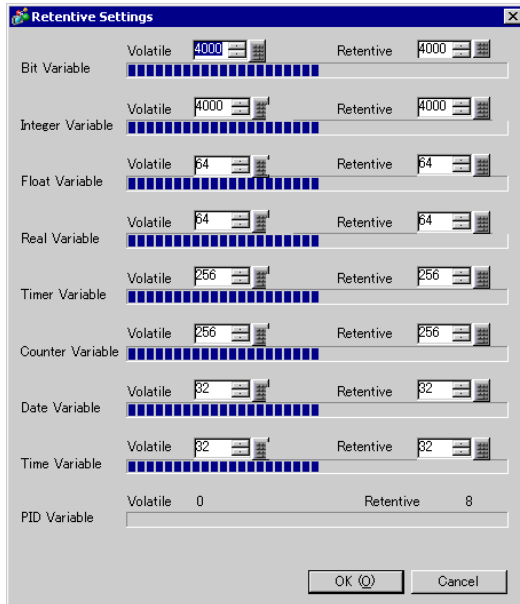 Retentive Settings
Volatile 4000 Retentive 4000
Bit Variable
Volatile 4000 Retentive 4000
Integer Variable
Volatile 64 Retentive 64
Float Variable
Volatile 64 Retentive 64
Real Variable
Volatile 256 Retentive 256
Timer Variable
Volatile 256 Retentive 256
Counter Variable
Volatile 32 Retentive 32
Date Variable
Volatile 32 Retentive 32
Time Variable
Volatile 0 Retentive 8
PID Variable
OK (O) Cancel